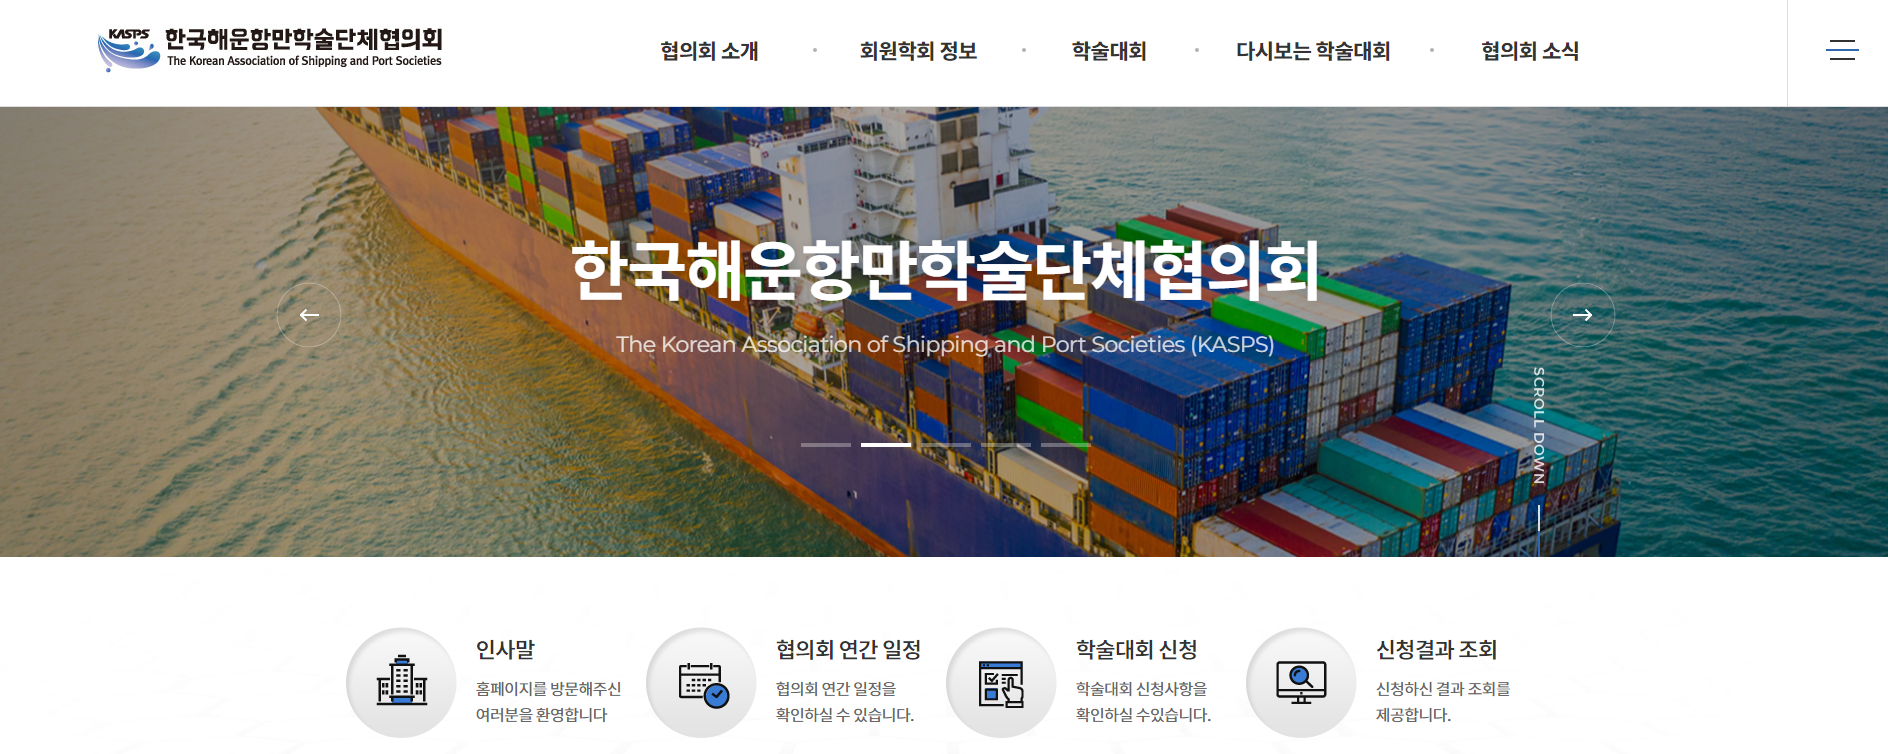 KASPS 한국해운항만학술단체협의회
The Korean Association of Shipping and Port Societies
협의회 소개
회원학회 정보
학술대회
다시보는 학술대회
협의회 소식
한국해운항만학술단체협의회
The Korean Association of Shipping and Port Societies (KASPS)
SCROLL DOWN
인사말
홈페이지를 방문해주신
여러분을 환영합니다
협의회 연간 일정
협의회 연간 일정을
확인하실 수 있습니다.
학술대회 신청
학술대회 신청사항을
확인하실 수있습니다.
신청결과 조회
신청하신 결과 조회를
제공합니다.